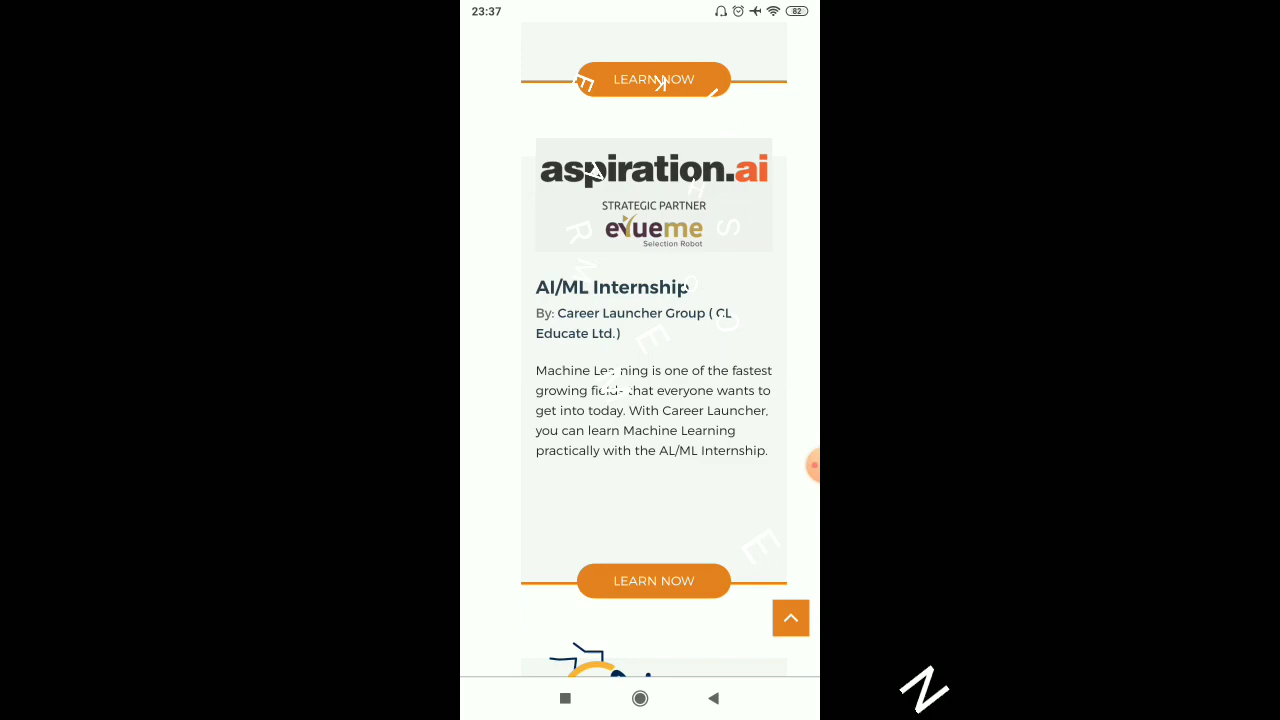 23:37
82
LEARN NOW
aspiration.ai
STRATEGIC PARTNER
evueme
Selection Robot
AI/ML Internship
By: Career Launcher Group ( CL
Educate Ltd.)
Machine Learning is one of the fastest
growing fields that everyone wants to
get into today. With Career Launcher,
you can learn Machine Learning
practically with the AL/ML Internship.
LEARN NOW